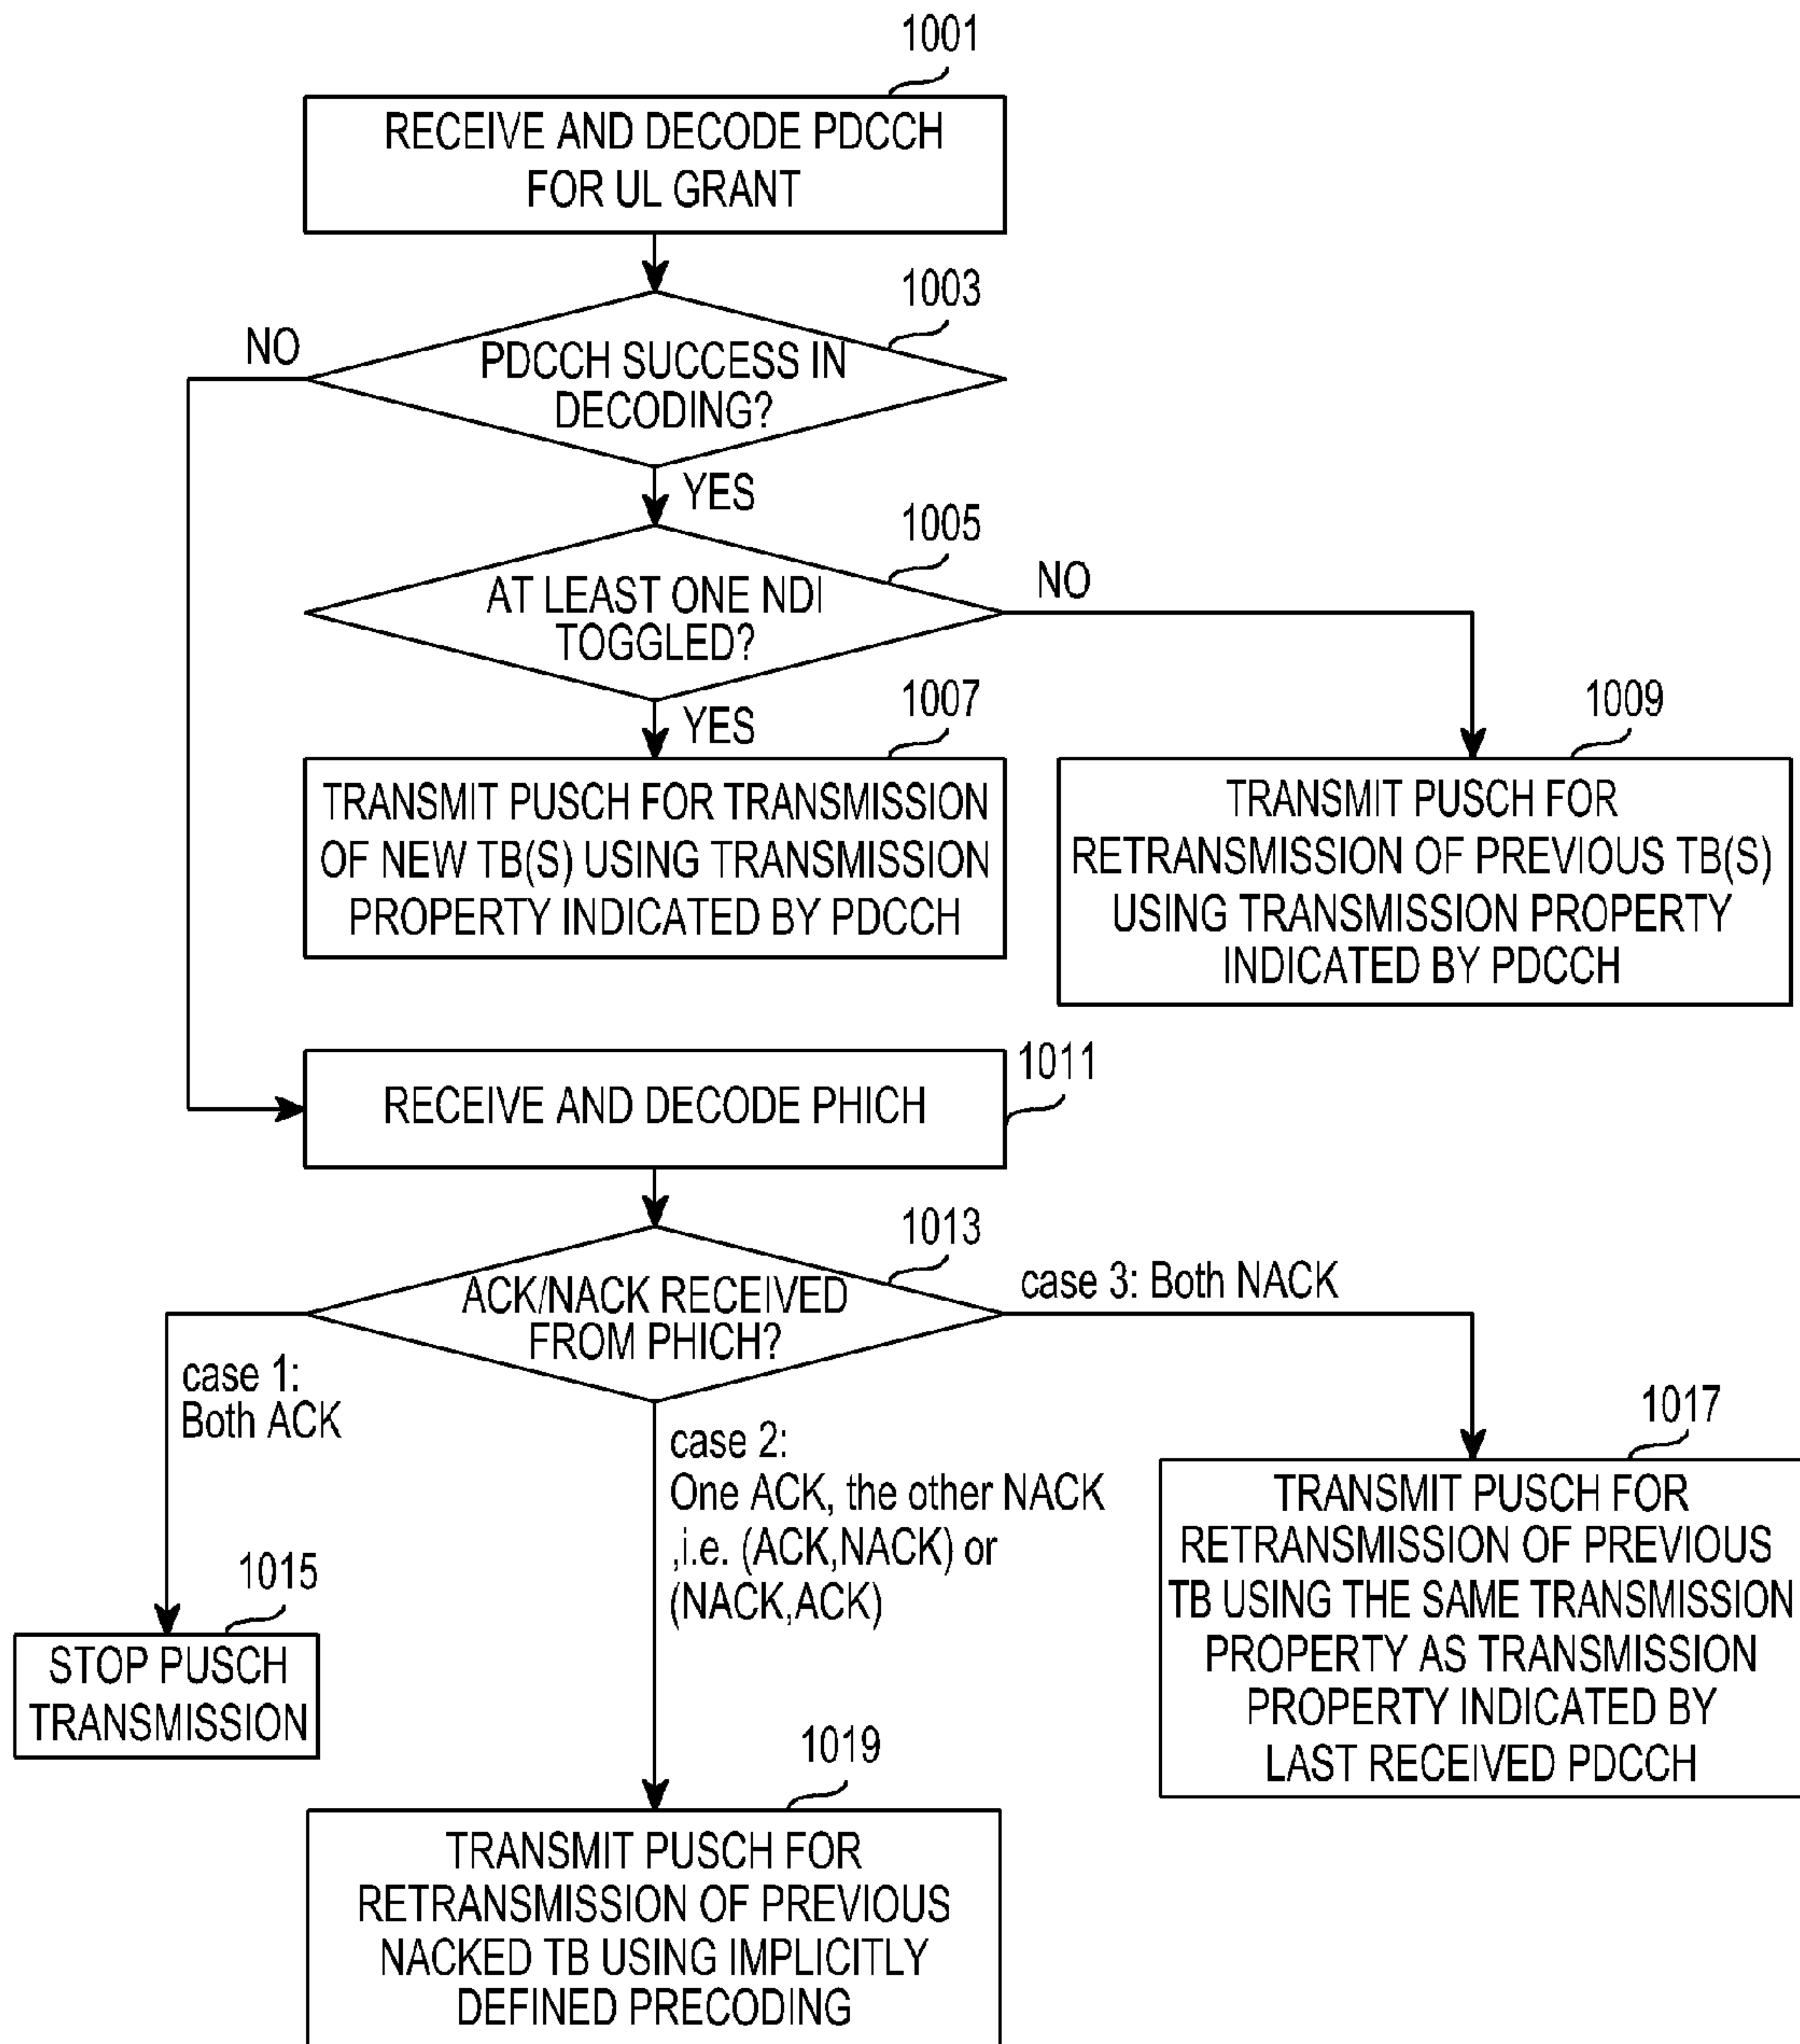 1001
RECEIVE AND DECODE PDCCH
FOR UL GRANT
1003
NO
PDCCH SUCCESS IN
DECODING?
YES
1005
AT LEAST ONE NDI
TOGGLED?
NO
1007
YES
1009
TRANSMIT PUSCH FOR TRANSMISSION
OF NEW TB(S) USING TRANSMISSION
PROPERTY INDICATED BY PDCCH
TRANSMIT PUSCH FOR
RETRANSMISSION OF PREVIOUS TB(S)
USING TRANSMISSION PROPERTY
INDICATED BY PDCCH
1011
RECEIVE AND DECODE PHICH
1013
ACK/NACK RECEIVED
FROM PHICH?
case 3: Both NACK
case 1:
Both ACK
case 2:
One ACK, the other NACK
,i.e. (ACK,NACK) or
(NACK,ACK)
1017
TRANSMIT PUSCH FOR
RETRANSMISSION OF PREVIOUS
TB USING THE SAME TRANSMISSION
PROPERTY AS TRANSMISSION
PROPERTY INDICATED BY
LAST RECEIVED PDCCH
1015
STOP PUSCH
TRANSMISSION
1019
TRANSMIT PUSCH FOR
RETRANSMISSION OF PREVIOUS
NACKED TB USING IMPLICITLY
DEFINED PRECODING